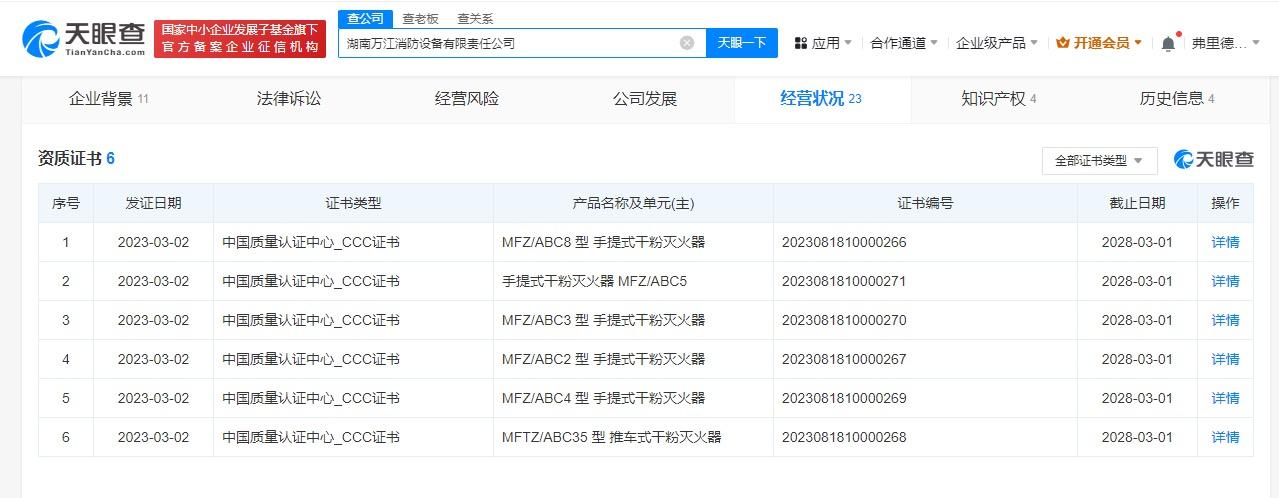 查公司 查老板 查关系
天眼查 TianYanCha.com
国家中小企业发展子基金旗下
官方备案企业征信机构
湖南万江消防设备有限责任公司 天眼一下 应用 合作通道 企业级产品 开通会员 弗里德...
企业背景 11 法律诉讼 经营风险 公司发展 经营状况 23 知识产权 4 历史信息 4
资质证书 6 全部证书类型 天眼查
序号 发证日期 证书类型 产品名称及单元(主) 证书编号 截止日期 操作
1 2023-03-02 中国质量认证中心_CCC证书 MFZ/ABC8 型 手提式干粉灭火器 2023081810000266 2028-03-01 详情
2 2023-03-02 中国质量认证中心_CCC证书 手提式干粉灭火器 MFZ/ABC5 2023081810000271 2028-03-01 详情
3 2023-03-02 中国质量认证中心_CCC证书 MFZ/ABC3 型 手提式干粉灭火器 2023081810000270 2028-03-01 详情
4 2023-03-02 中国质量认证中心_CCC证书 MFZ/ABC2 型 手提式干粉灭火器 2023081810000267 2028-03-01 详情
5 2023-03-02 中国质量认证中心_CCC证书 MFZ/ABC4 型 手提式干粉灭火器 2023081810000269 2028-03-01 详情
6 2023-03-02 中国质量认证中心_CCC证书 MFTZ/ABC35 型 推车式干粉灭火器 2023081810000268 2028-03-01 详情